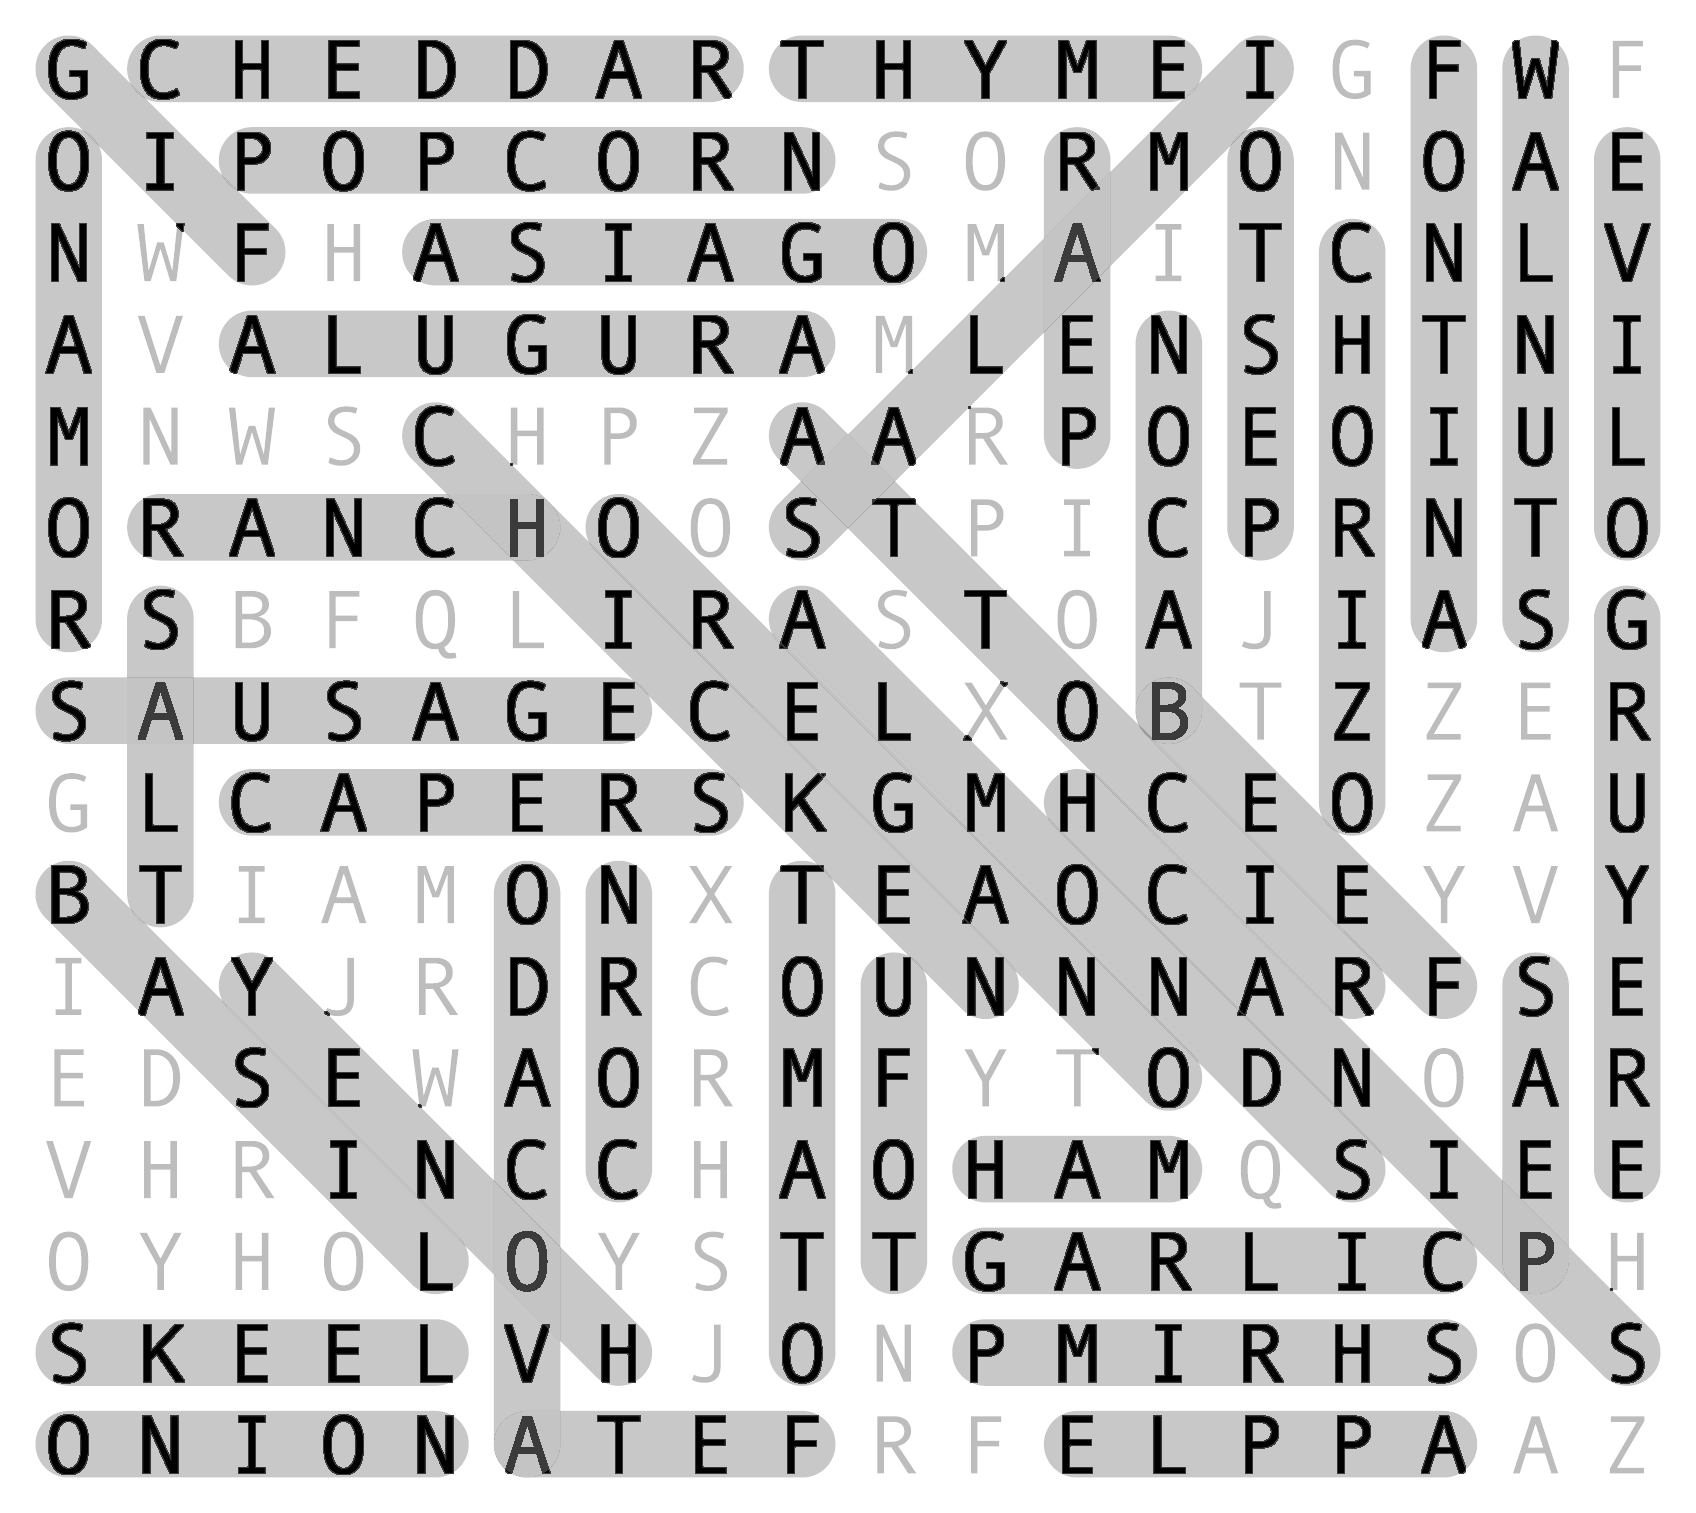 G C H E D D A R T H Y M E I G F W F
O I P O P C O R N S O R M O N O A E
N W F H A S I A G O M A I T C N L V
A V A L U G U R A M L E N S H T N I
M N W S C H P Z A A R P O E O I U L
O R A N C H O O S T P I C P R N T O
R S B F Q L I R A S T O A J I A S G
S A U S A G E C E L X O B T Z Z E R
G L C A P E R S K G M H C E O Z A U
B T I A M O N X T E A O C I E Y V Y
I A Y J R D R C O U N N N A R F S E
E D S E W A O R M F Y T O D N O A R
V H R I N C C H A O H A M Q S I E E
O Y H O L O Y S T T G A R L I C P H
S K E E L V H J O N P M I R H S O S
O N I O N A T E F R F E L P P A A Z